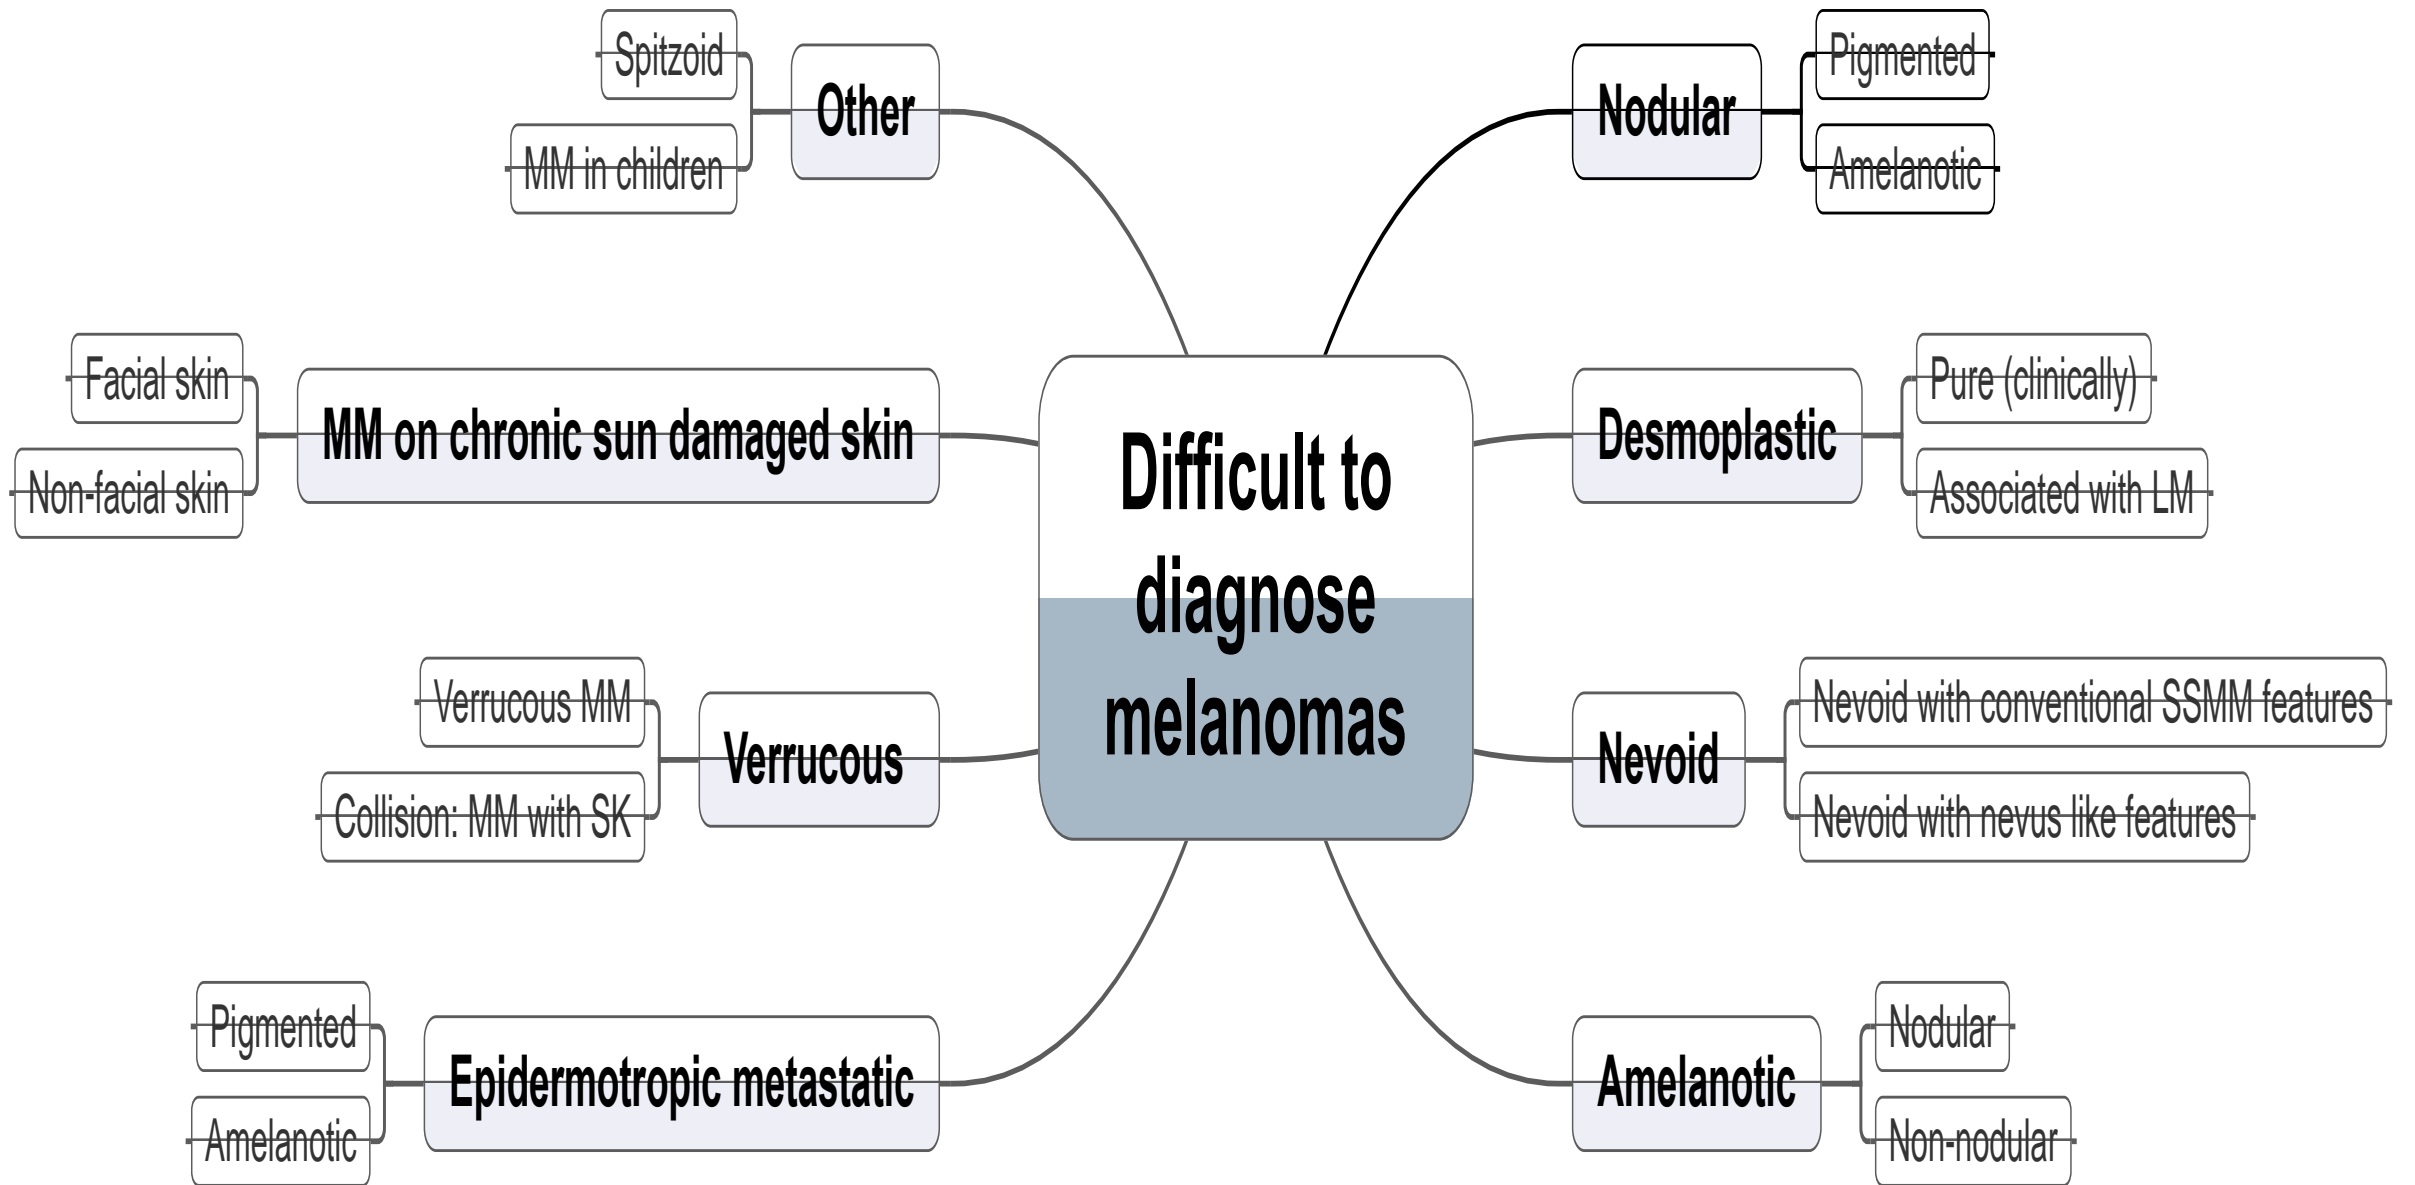 Difficult to
diagnose
melanomas
Nodular
Pigmented
Amelanotic
Desmoplastic
Pure (clinically)
Associated with LM
Nevoid
Nevoid with conventional SSMM features
Nevoid with nevus like features
Amelanotic
Nodular
Non-nodular
Other
Spitzoid
MM in children
MM on chronic sun damaged skin
Facial skin
Non-facial skin
Verrucous
Verrucous MM
Collision: MM with SK
Epidermotropic metastatic
Pigmented
Amelanotic